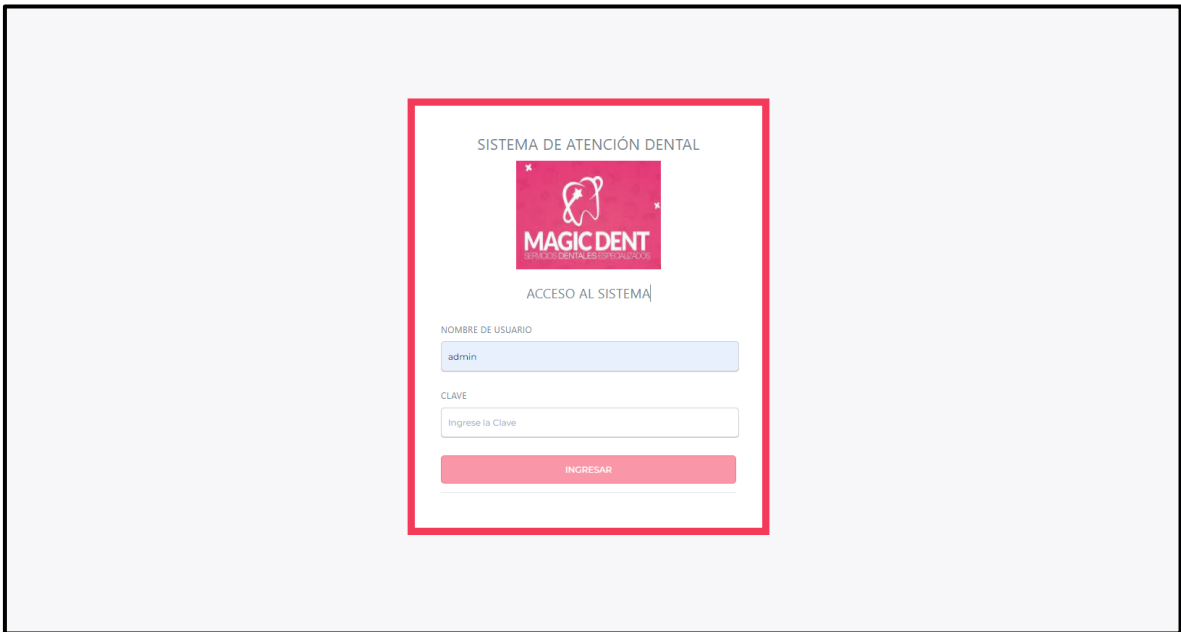 SISTEMA DE ATENCIÓN DENTAL
MAGIC DENT
SERVICIOS DENTALES ESPECIALIZADOS
ACCESO AL SISTEMA
NOMBRE DE USUARIO
admin
CLAVE
Ingrese la Clave
INGRESAR